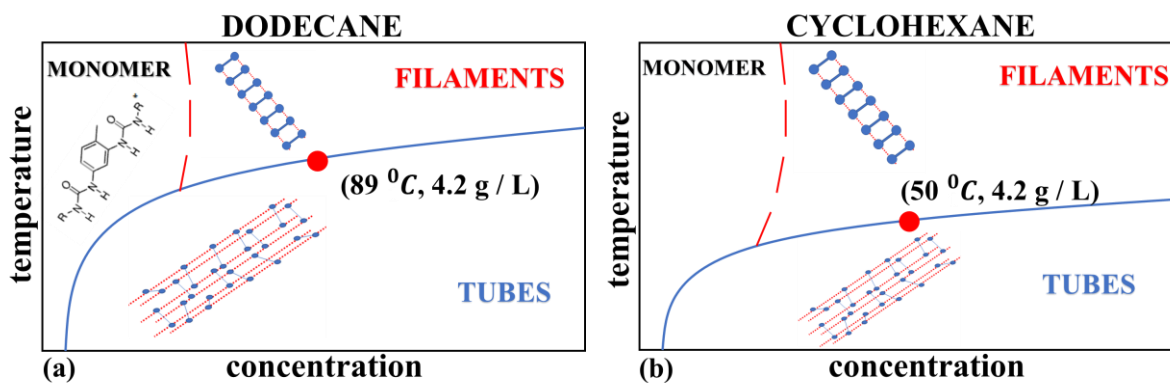 DODECANE
MONOMER
FILAMENTS
R
N-H
O
N-H
O
N-H
N-H
R
temperature
(89 ⁰C, 4.2 g / L)
TUBES
(a)
concentration
CYCLOHEXANE
MONOMER
FILAMENTS
temperature
(50 ⁰C, 4.2 g / L)
TUBES
(b)
concentration